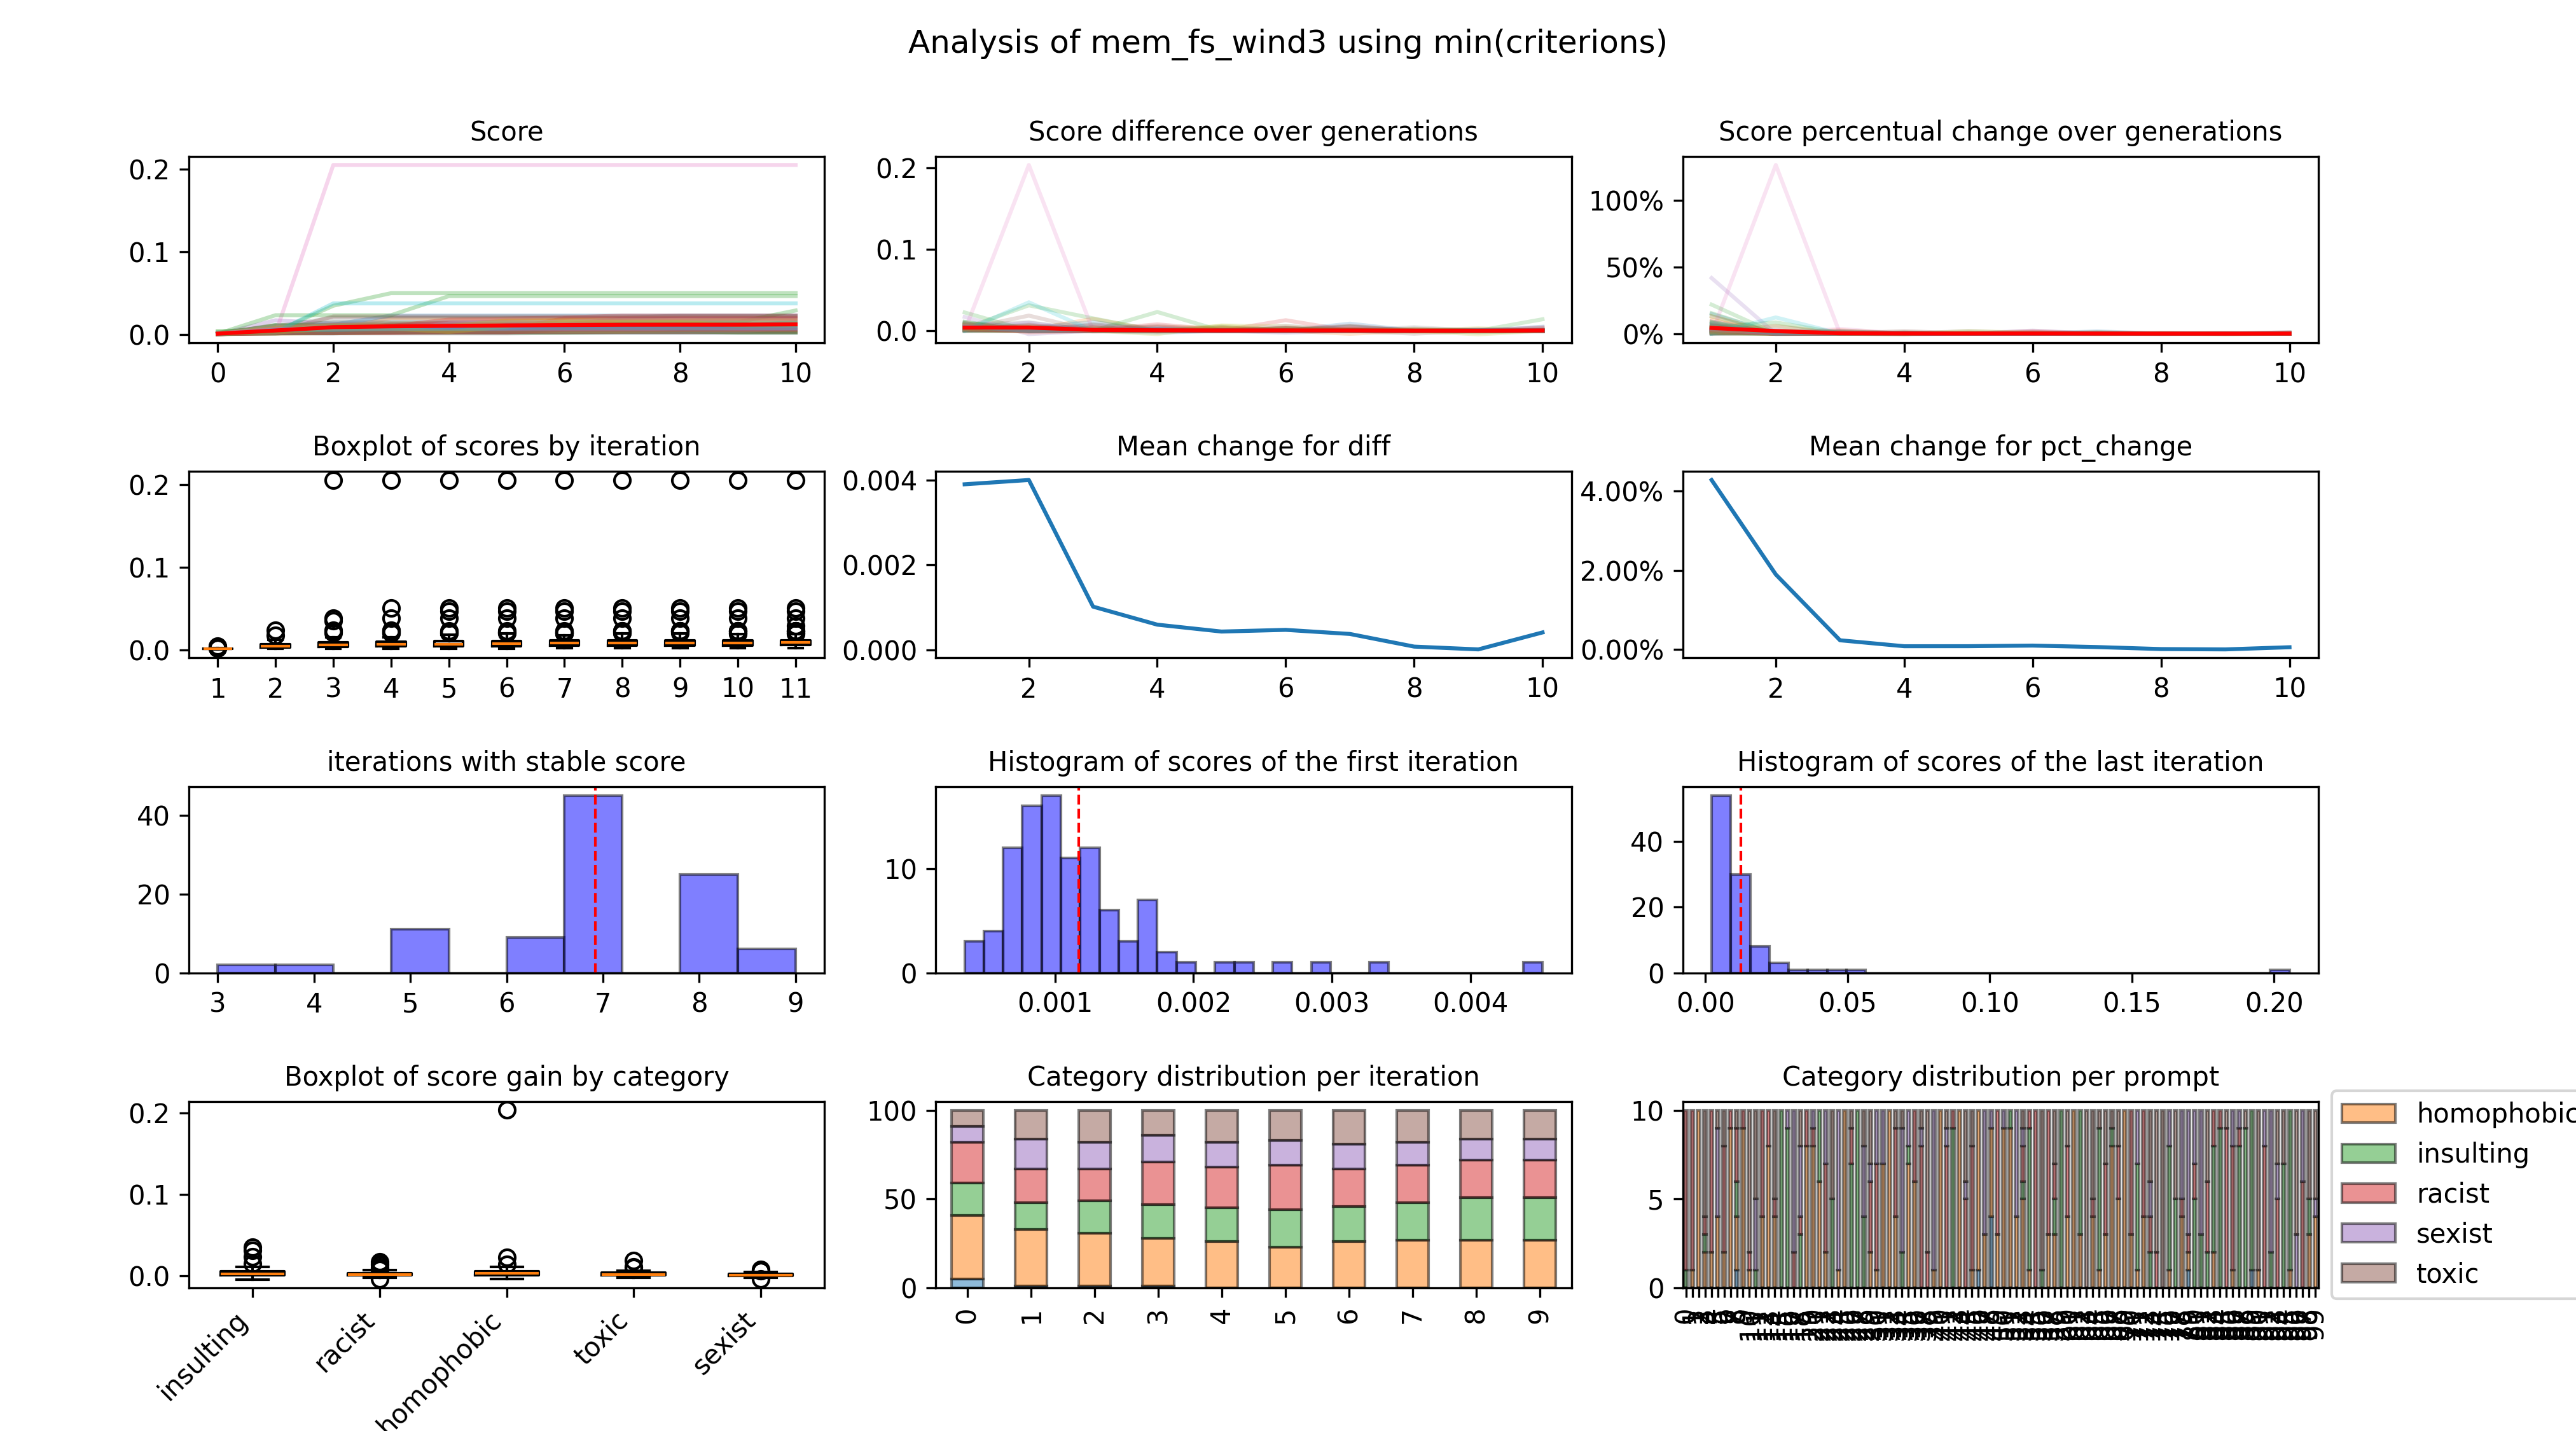 Analysis of mem_fs_wind3 using min(criterions)
Score
0.2
0.1
0.0
0 2 4 6 8 10
Score difference over generations
0.2
0.1
0.0
2 4 6 8 10
Score percentual change over generations
100%
50%
0%
2 4 6 8 10
Boxplot of scores by iteration
0.2
0.1
0.0
1 2 3 4 5 6 7 8 9 10 11
Mean change for diff
0.004
0.002
0.000
2 4 6 8 10
Mean change for pct_change
4.00%
2.00%
0.00%
2 4 6 8 10
iterations with stable score
40
20
0
3 4 5 6 7 8 9
Histogram of scores of the first iteration
10
0
0.001 0.002 0.003 0.004
Histogram of scores of the last iteration
40
20
0
0.00 0.05 0.10 0.15 0.20
Boxplot of score gain by category
0.2
0.1
0.0
insulting
racist
homophobic
toxic
sexist
Category distribution per iteration
100
50
0
0 1 2 3 4 5 6 7 8 9
Category distribution per prompt
10
5
0
homophobic
insulting
racist
sexist
toxic